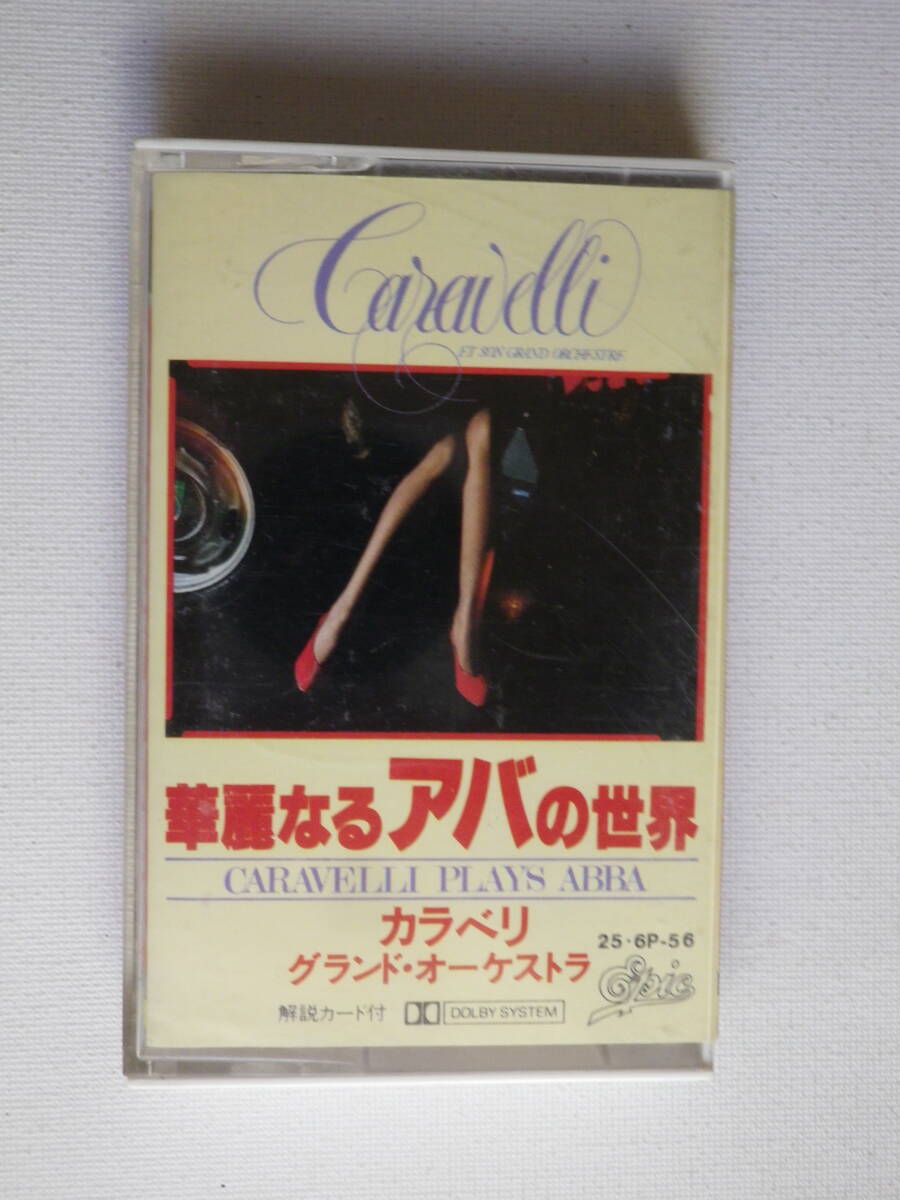 Caravelli
ET SON GRAND ORCHESTRE
華麗なるアバの世界
CARAVELLI PLAYS ABBA
カラベリ
グランド・オーケストラ
25・6P-56
Epic
解説カード付 DOLBY SYSTEM